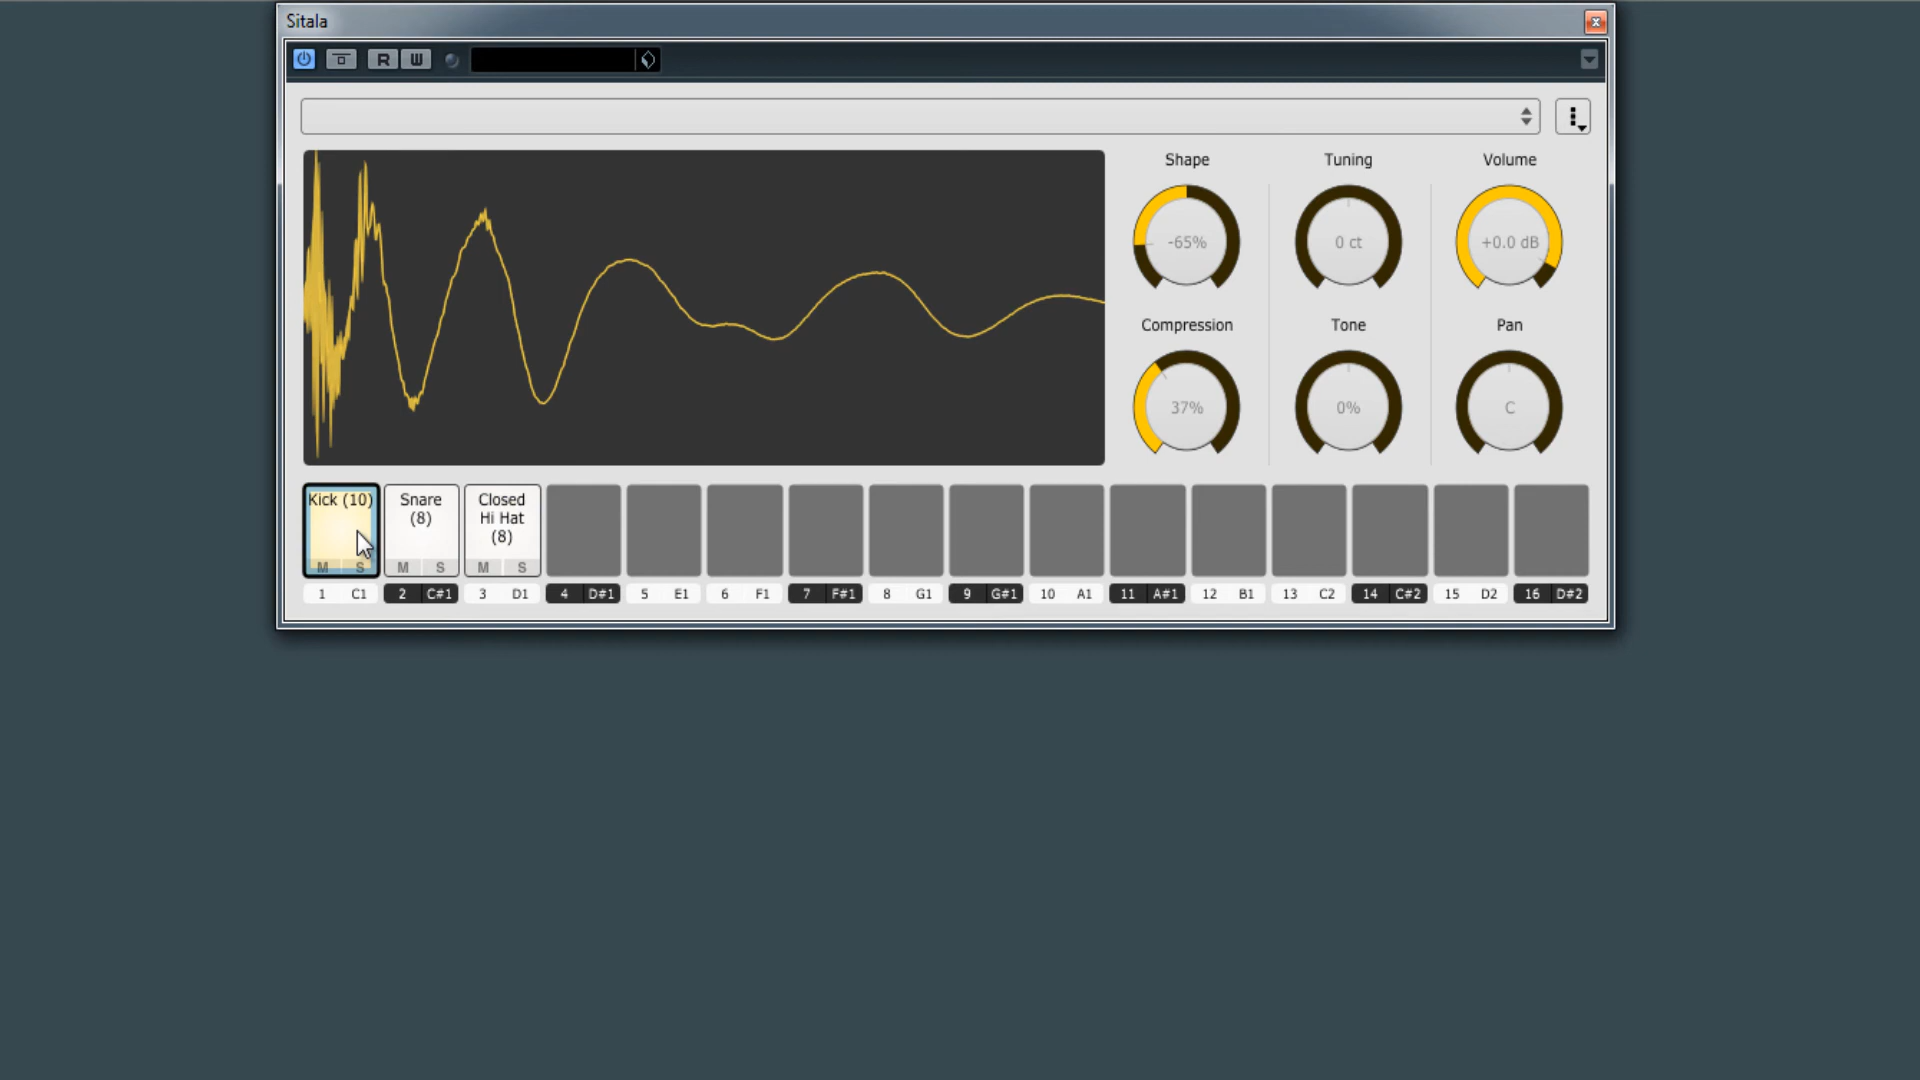 Sitala
R W
Shape Tuning Volume
-65% 0 ct +0.0 dB
Compression Tone Pan
37% 0% C
Kick (10) Snare (8) Closed Hi Hat (8)
M S M S M S
1 C1 2 C#1 3 D1 4 D#1 5 E1 6 F1 7 F#1 8 G1 9 G#1 10 A1 11 A#1 12 B1 13 C2 14 C#2 15 D2 16 D#2